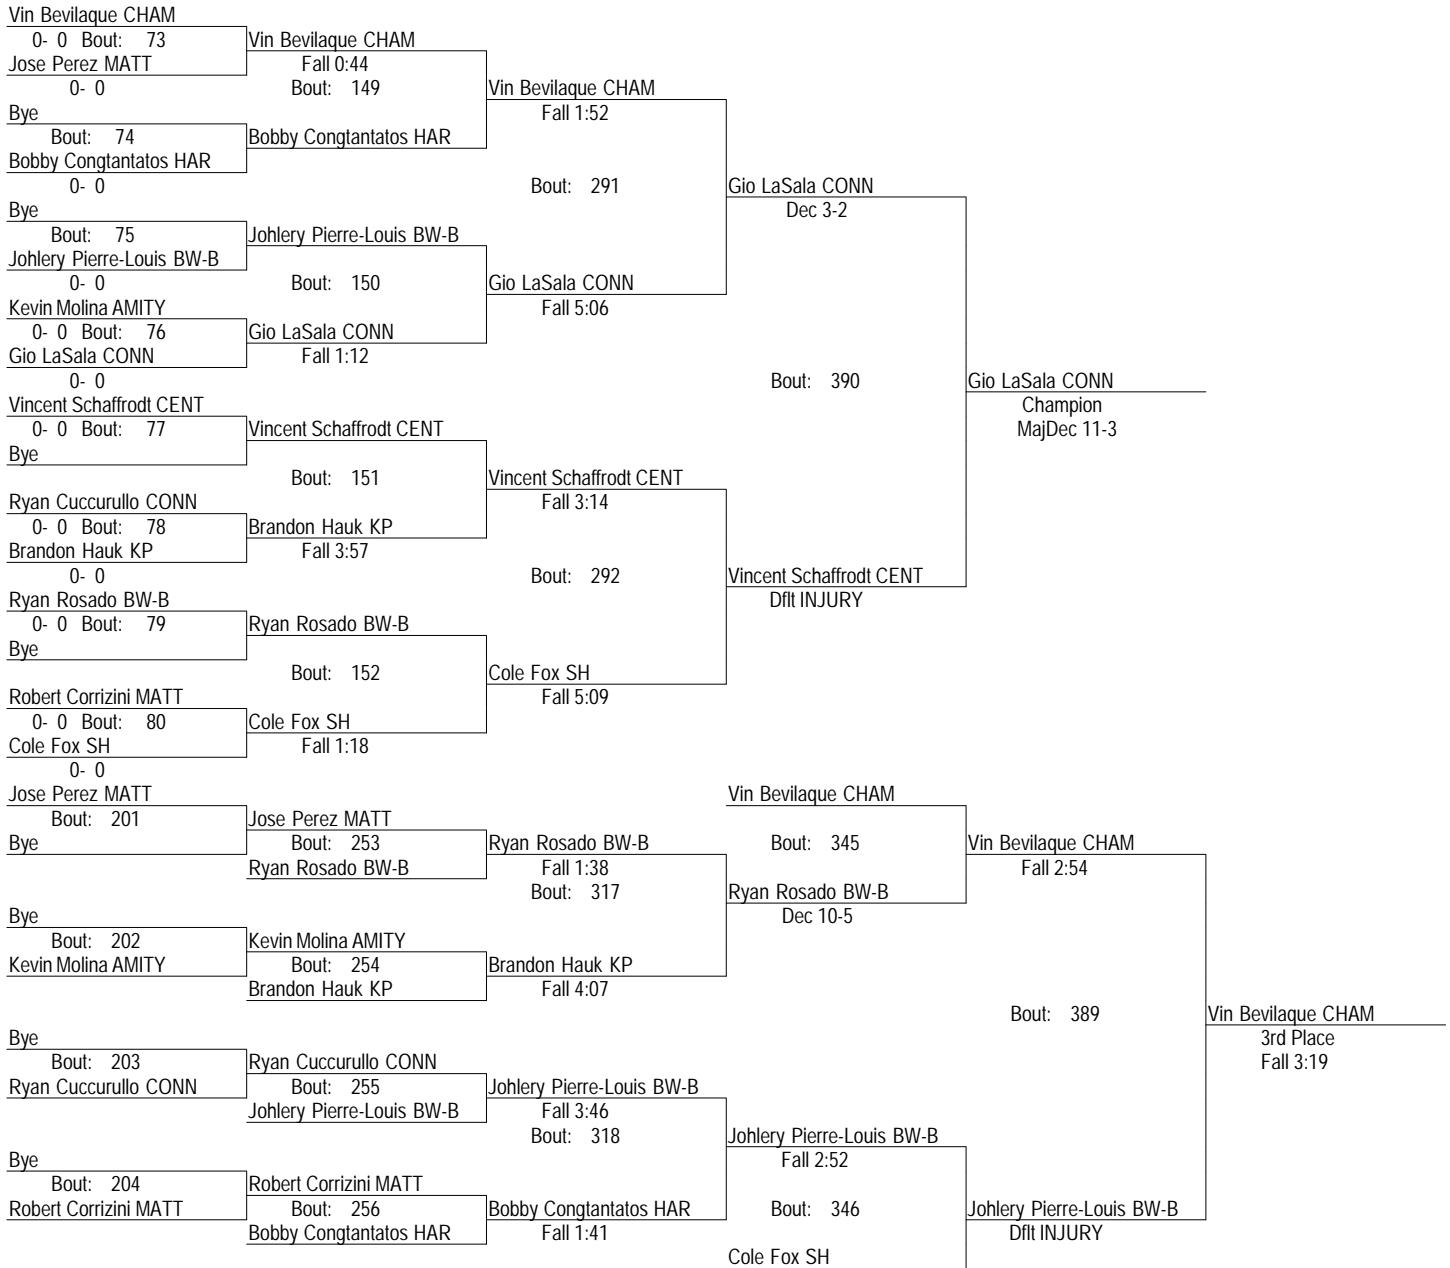 Vin Bevilaque CHAM
0- 0 Bout: 73
Vin Bevilaque CHAM
Jose Perez MATT
Fall 0:44
0- 0
Bout: 149
Vin Bevilaque CHAM
Bye
Fall 1:52
Bout: 74
Bobby Congtantatos HAR
Bobby Congtantatos HAR
0- 0
Bout: 291
Gio LaSala CONN
Bye
Dec 3-2
Bout: 75
Johlery Pierre-Louis BW-B
Johlery Pierre-Louis BW-B
0- 0
Bout: 150
Gio LaSala CONN
Kevin Molina AMITY
Fall 5:06
0- 0 Bout: 76
Gio LaSala CONN
Gio LaSala CONN
Fall 1:12
0- 0
Bout: 390
Gio LaSala CONN
Vincent Schaffrodt CENT
Champion
0- 0 Bout: 77
Vincent Schaffrodt CENT
MajDec 11-3
Bye
Bout: 151
Vincent Schaffrodt CENT
Ryan Cuccurullo CONN
Fall 3:14
0- 0 Bout: 78
Brandon Hauk KP
Brandon Hauk KP
Fall 3:57
0- 0
Bout: 292
Vincent Schaffrodt CENT
Ryan Rosado BW-B
Dflt INJURY
0- 0 Bout: 79
Ryan Rosado BW-B
Bye
Bout: 152
Cole Fox SH
Robert Corrizini MATT
Fall 5:09
0- 0 Bout: 80
Cole Fox SH
Cole Fox SH
Fall 1:18
0- 0
Jose Perez MATT
Vin Bevilaque CHAM
Bout: 201
Jose Perez MATT
Bye
Bout: 253
Ryan Rosado BW-B
Bout: 345
Vin Bevilaque CHAM
Ryan Rosado BW-B
Fall 1:38
Fall 2:54
Bout: 317
Ryan Rosado BW-B
Bye
Dec 10-5
Bout: 202
Kevin Molina AMITY
Kevin Molina AMITY
Bout: 254
Brandon Hauk KP
Brandon Hauk KP
Fall 4:07
Bout: 389
Vin Bevilaque CHAM
Bye
3rd Place
Bout: 203
Ryan Cuccurullo CONN
Fall 3:19
Ryan Cuccurullo CONN
Bout: 255
Johlery Pierre-Louis BW-B
Johlery Pierre-Louis BW-B
Fall 3:46
Bout: 318
Johlery Pierre-Louis BW-B
Bye
Fall 2:52
Bout: 204
Robert Corrizini MATT
Robert Corrizini MATT
Bout: 256
Bobby Congtantatos HAR
Bout: 346
Johlery Pierre-Louis BW-B
Bobby Congtantatos HAR
Fall 1:41
Dflt INJURY
Cole Fox SH